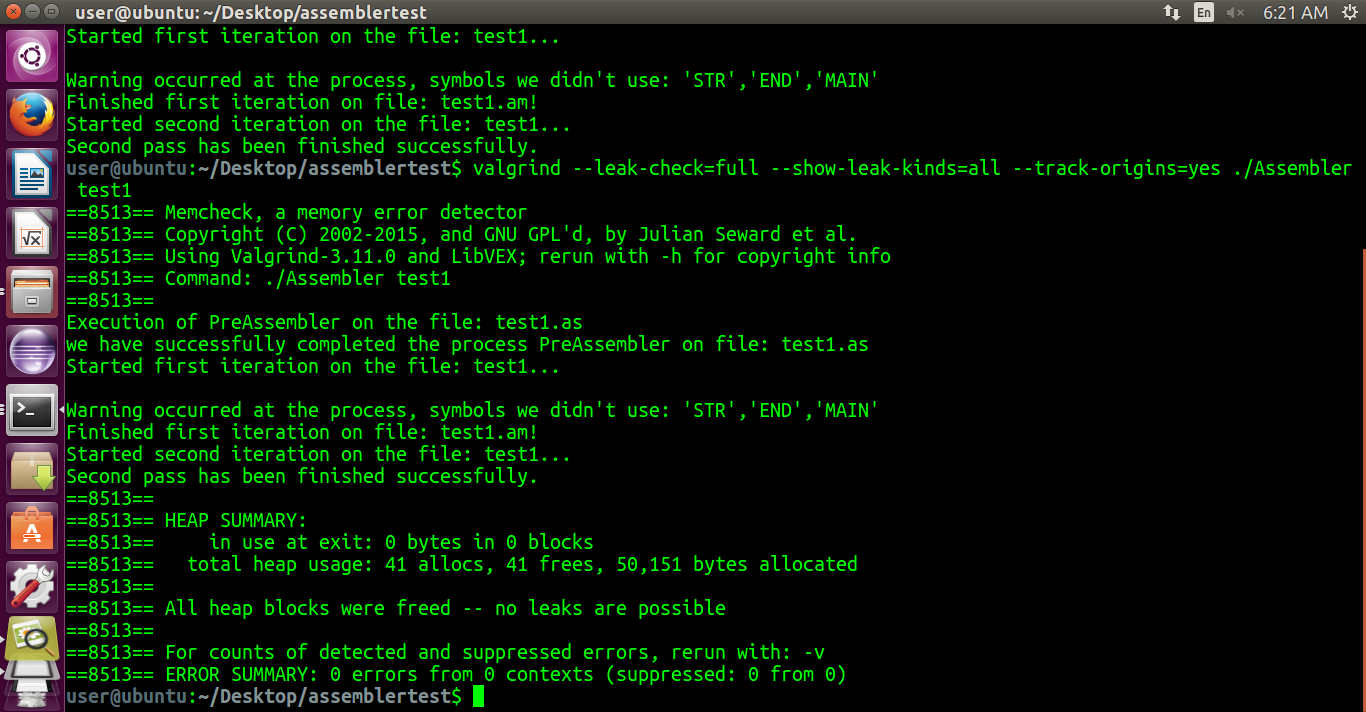 user@ubuntu: ~/Desktop/assemblertest
En
6:21 AM
Started first iteration on the file: test1...
Warning occurred at the process, symbols we didn't use: 'STR','END','MAIN'
Finished first iteration on file: test1.am!
Started second iteration on the file: test1...
Second pass has been finished successfully.
user@ubuntu:~/Desktop/assemblertest$ valgrind --leak-check=full --show-leak-kinds=all --track-origins=yes ./Assembler
test1
==8513== Memcheck, a memory error detector
==8513== Copyright (C) 2002-2015, and GNU GPL'd, by Julian Seward et al.
==8513== Using Valgrind-3.11.0 and LibVEX; rerun with -h for copyright info
==8513== Command: ./Assembler test1
==8513==
Execution of PreAssembler on the file: test1.as
we have successfully completed the process PreAssembler on file: test1.as
Started first iteration on the file: test1...
Warning occurred at the process, symbols we didn't use: 'STR','END','MAIN'
Finished first iteration on file: test1.am!
Started second iteration on the file: test1...
Second pass has been finished successfully.
==8513==
==8513== HEAP SUMMARY:
==8513==     in use at exit: 0 bytes in 0 blocks
==8513==   total heap usage: 41 allocs, 41 frees, 50,151 bytes allocated
==8513==
==8513== All heap blocks were freed -- no leaks are possible
==8513==
==8513== For counts of detected and suppressed errors, rerun with: -v
==8513== ERROR SUMMARY: 0 errors from 0 contexts (suppressed: 0 from 0)
user@ubuntu:~/Desktop/assemblertest$